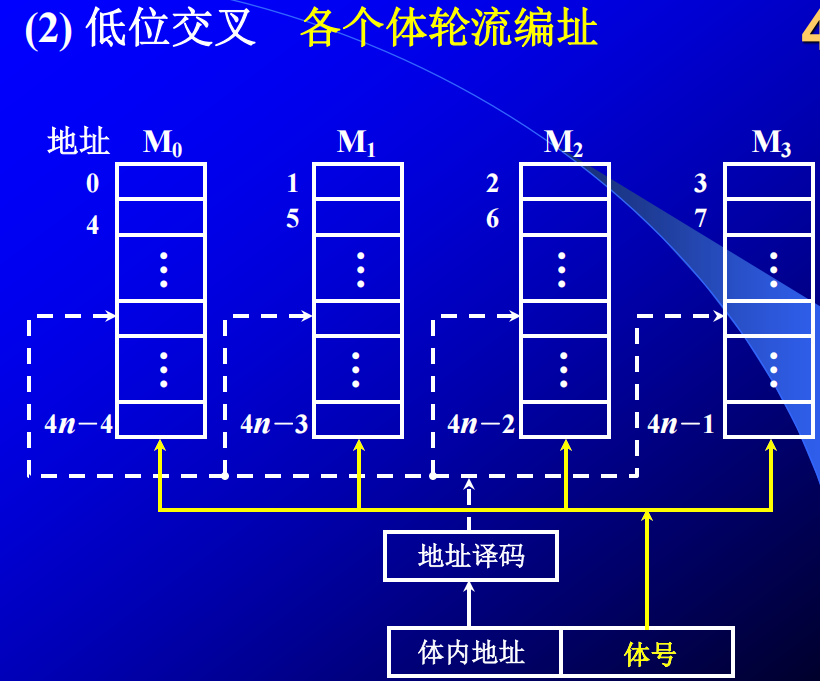 (2) 低位交叉 各个体轮流编址 4
地址 M0 M1 M2 M3
0 1 2 3
4 5 6 7
4n－4 4n－3 4n－2 4n－1
地址译码
体内地址 体号